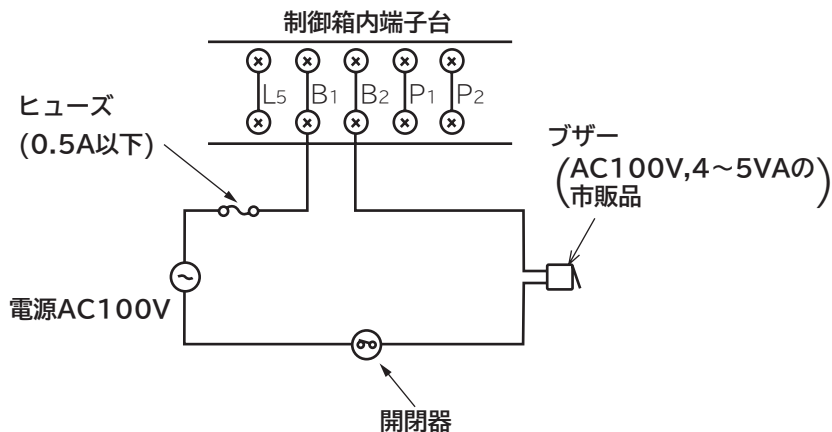 制御箱内端子台
L5 B1 B2 P1 P2
ヒューズ
(0.5A以下)
ブザー
(AC100V,4～5VAの
市販品)
電源AC100V
開閉器